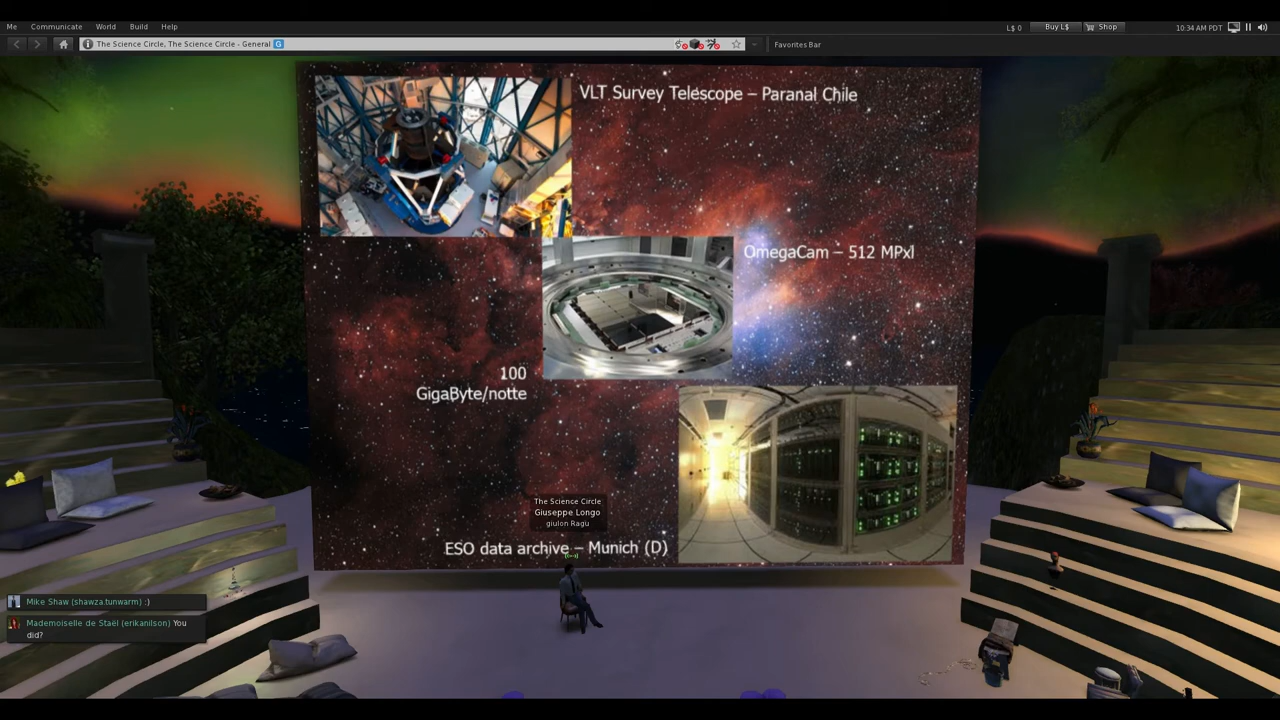 Me Communicate World Build Help
L$ 0 Buy L$ Shop 10:34 AM PDT
The Science Circle, The Science Circle - General G
Favorites Bar
VLT Survey Telescope – Paranal Chile
OmegaCam – 512 MPxl
100
GigaByte/notte
The Science Circle
Giuseppe Longo
giulon Ragu
ESO data archive – Munich (D)
Mike Shaw (shawza.tunwarm) :)
Mademoiselle de Staël (erikanilson) You
did?